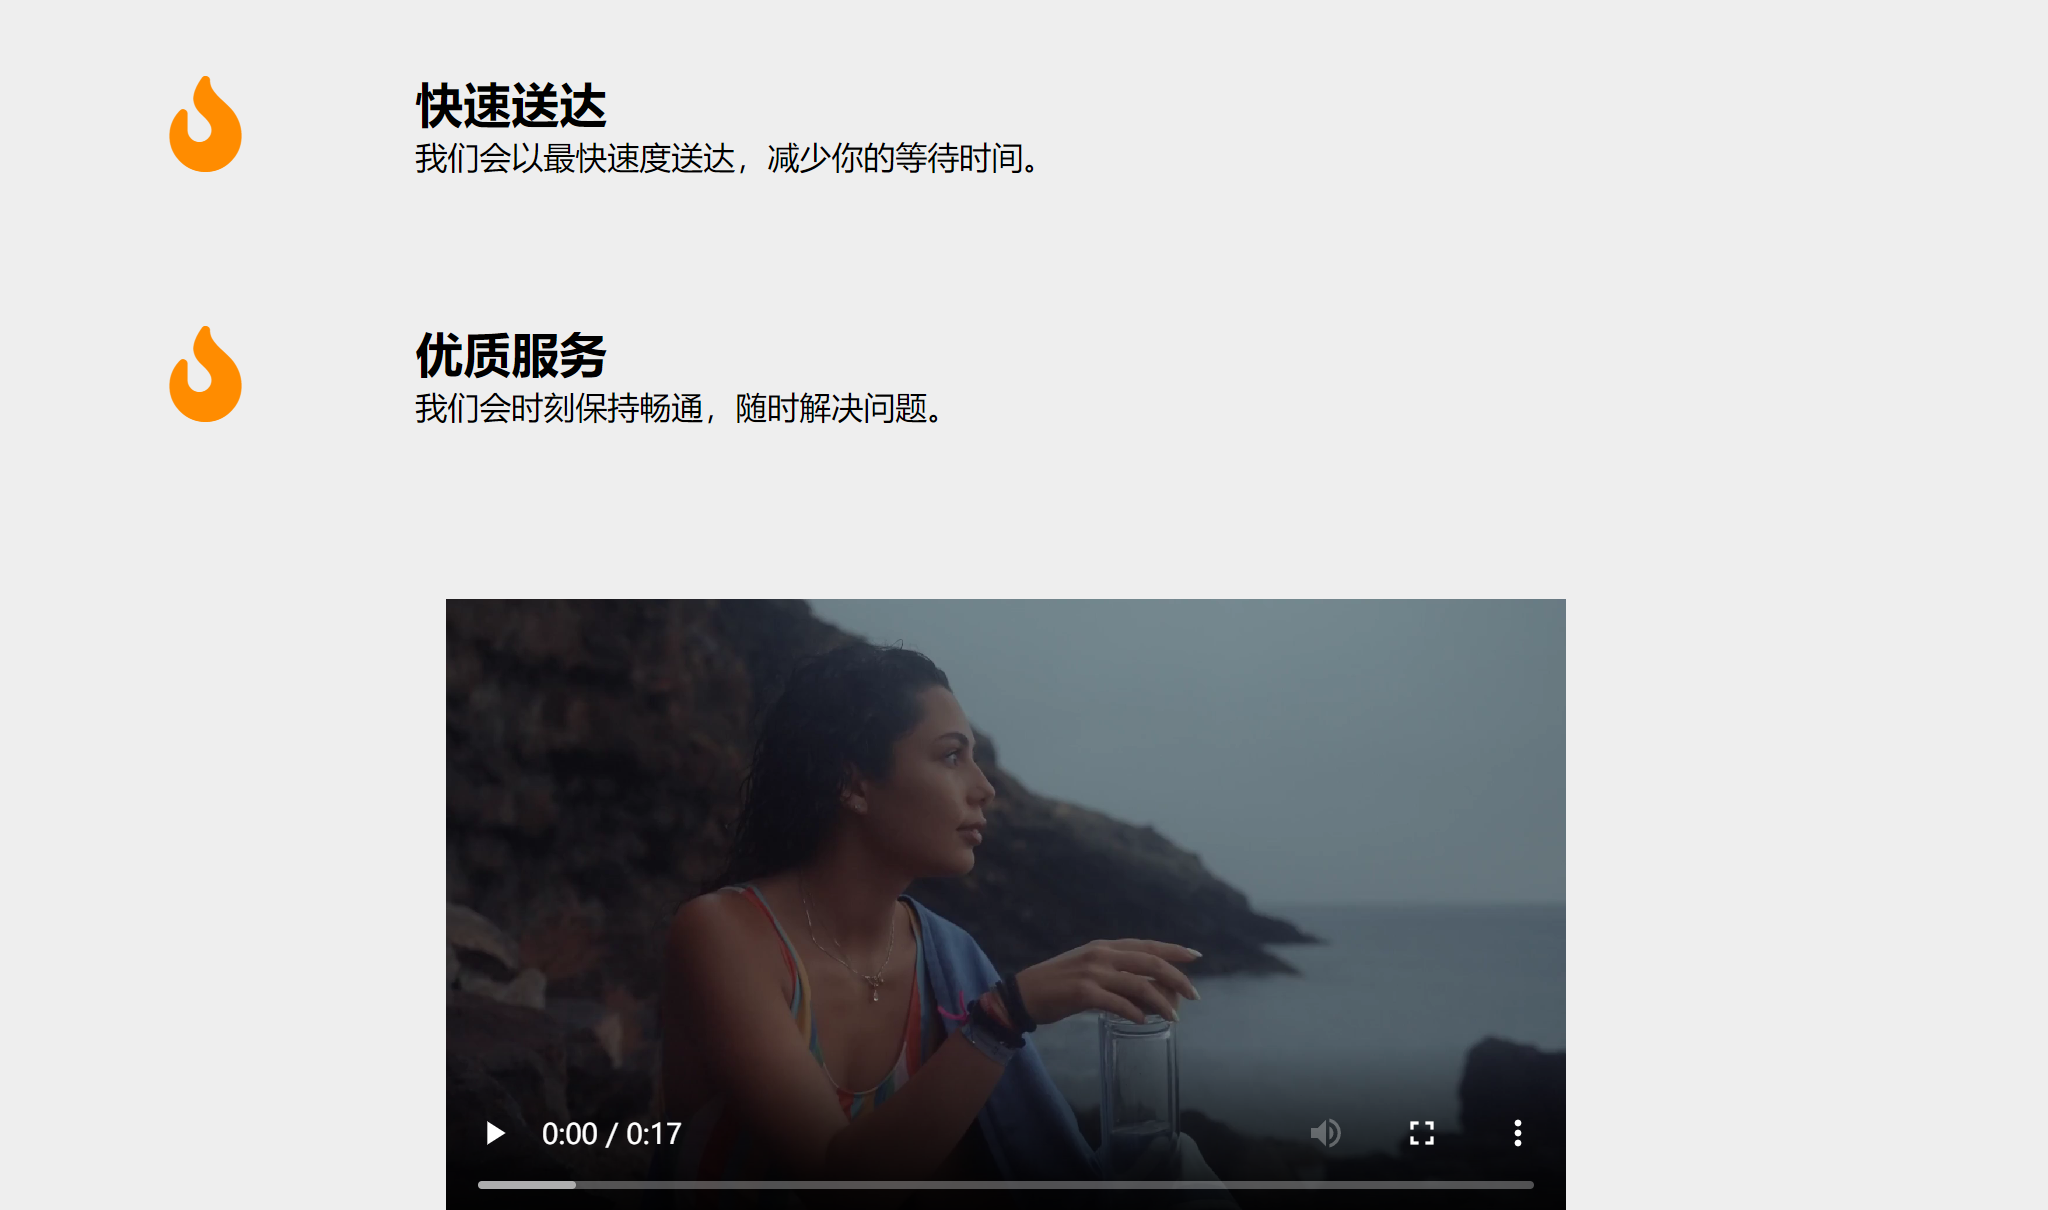 快速送达
我们会以最快速度送达，减少你的等待时间。
优质服务
我们会时刻保持畅通，随时解决问题。
0:00 / 0:17